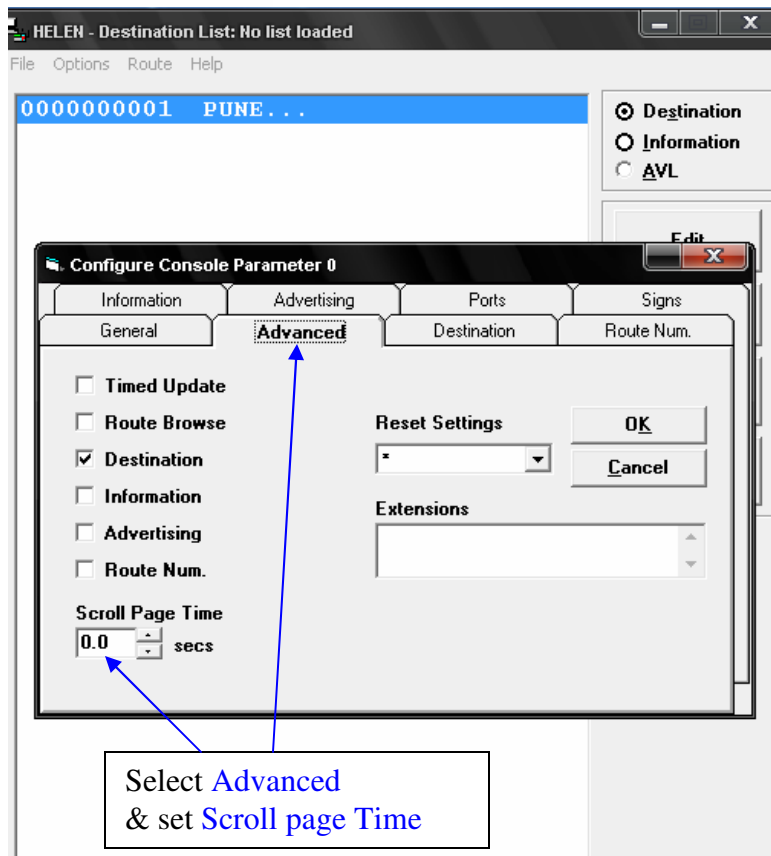 HELEN - Destination List: No list loaded
File Options Route Help
0000000001 PUNE...
Destination
Information
AVL
Edit
Configure Console Parameter 0
Information Advertising Ports Signs
General Advanced Destination Route Num.
Timed Update
Route Browse
Destination
Information
Advertising
Route Num.
Scroll Page Time
0.0 secs
Reset Settings
*
Extensions
OK
Cancel
Select Advanced
& set Scroll page Time